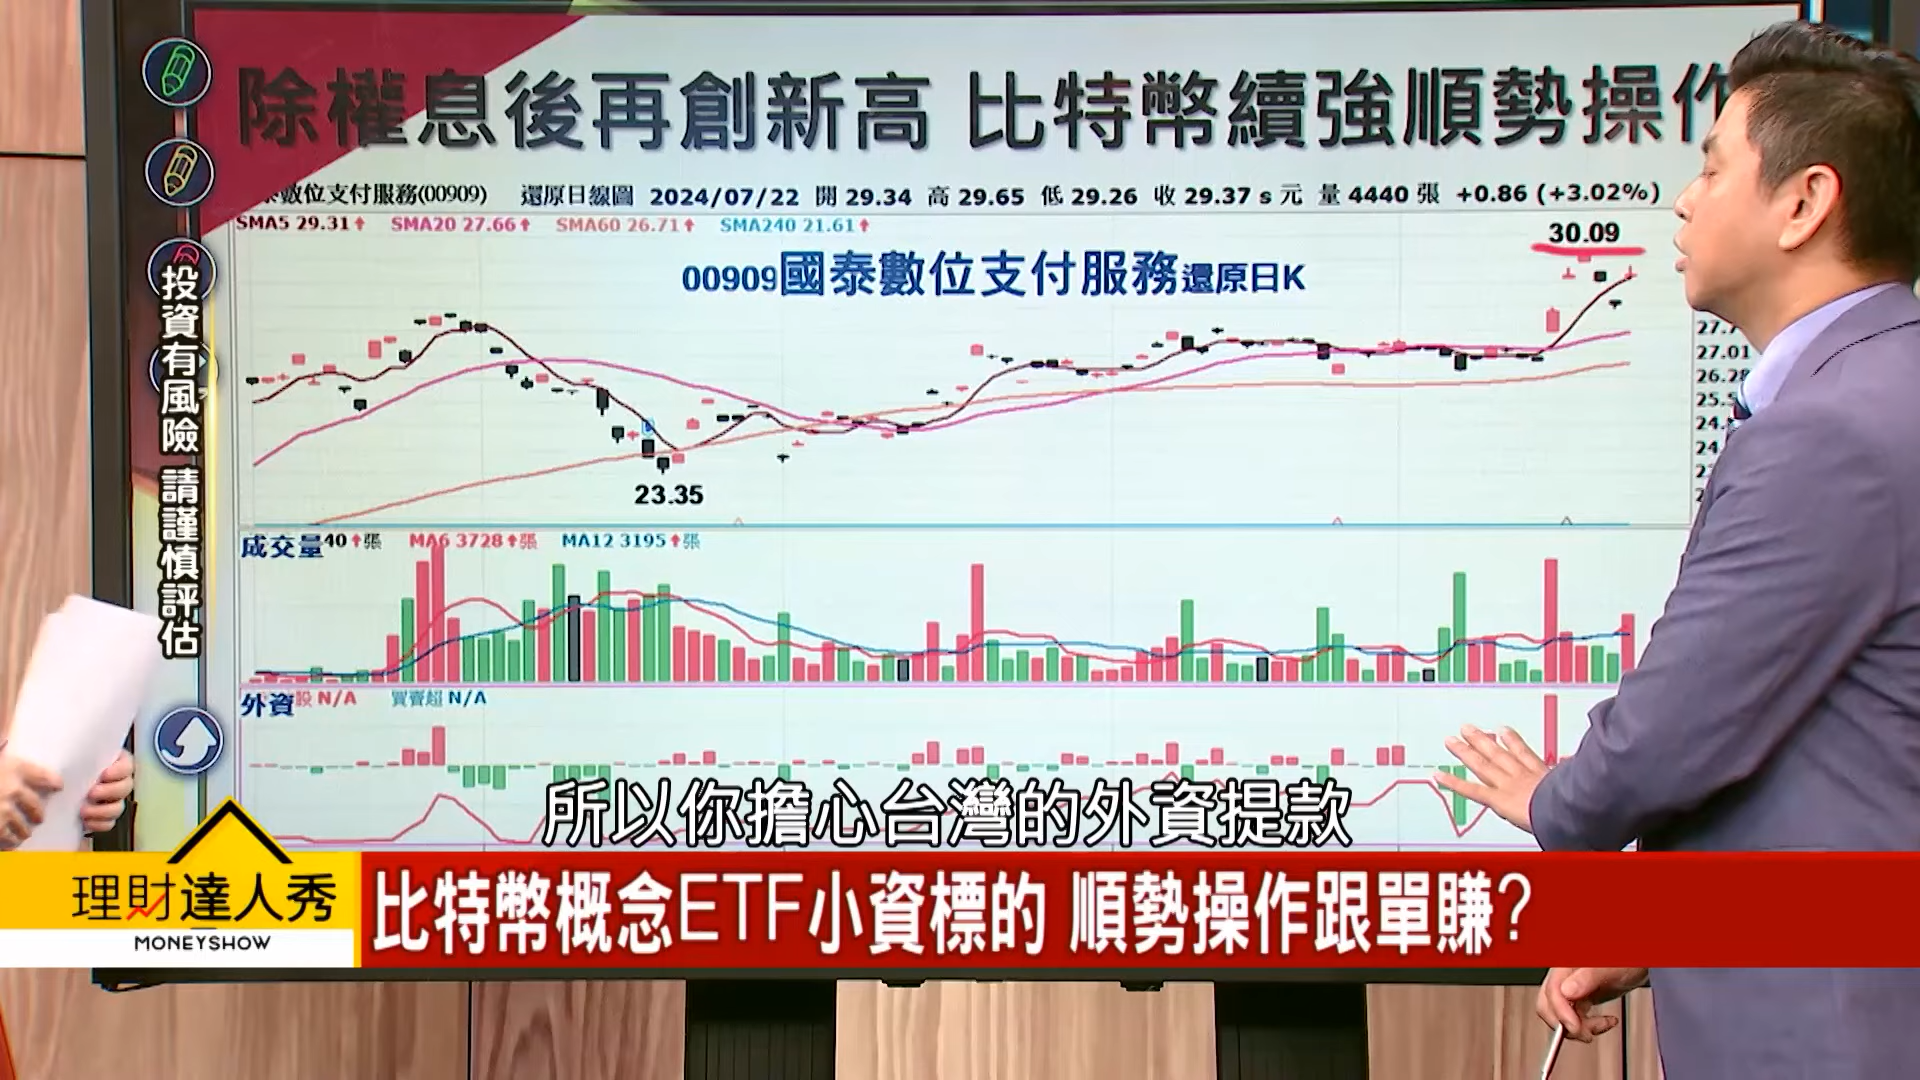 除權息後再創新高 比特幣續強順勢操作
泰數位支付服務(00909) 還原日線圖 2024/07/22 開 29.34 高 29.65 低 29.26 收 29.37 s 元 量 4440 張 +0.86 (+3.02%)
SMA5 29.31↑ SMA20 27.66↑ SMA60 26.71↑ SMA240 21.61↑
30.09
00909國泰數位支付服務還原日K
27.01
26.28
23.35
成交量40↑張 MA6 3728↑張 MA12 3195↑張
外資股 N/A 買賣超 N/A
投資有風險 請謹慎評估
所以你擔心台灣的外資提款
理財達人秀
MONEYSHOW
比特幣概念ETF小資標的 順勢操作跟單賺?